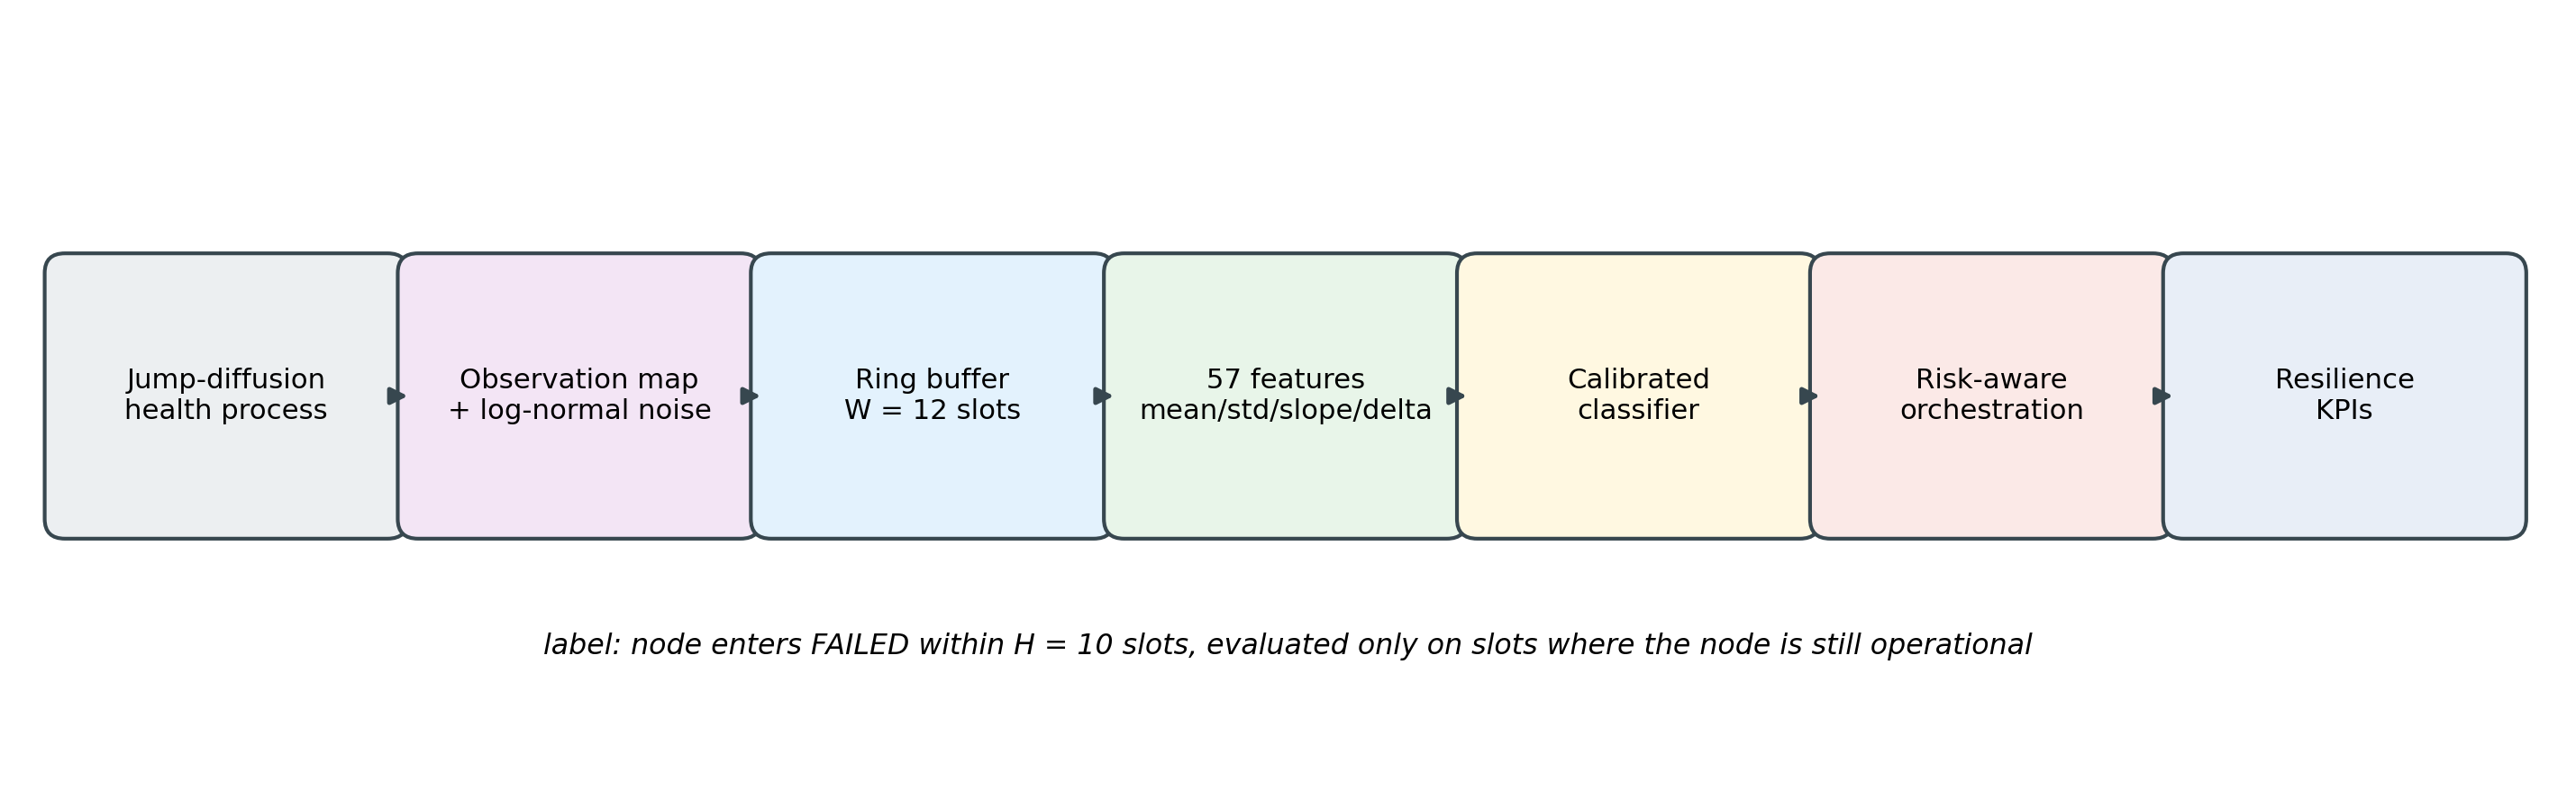 Jump-diffusion
health process
Observation map
+ log-normal noise
Ring buffer
W = 12 slots
57 features
mean/std/slope/delta
Calibrated
classifier
Risk-aware
orchestration
Resilience
KPIs
label: node enters FAILED within H = 10 slots, evaluated only on slots where the node is still operational